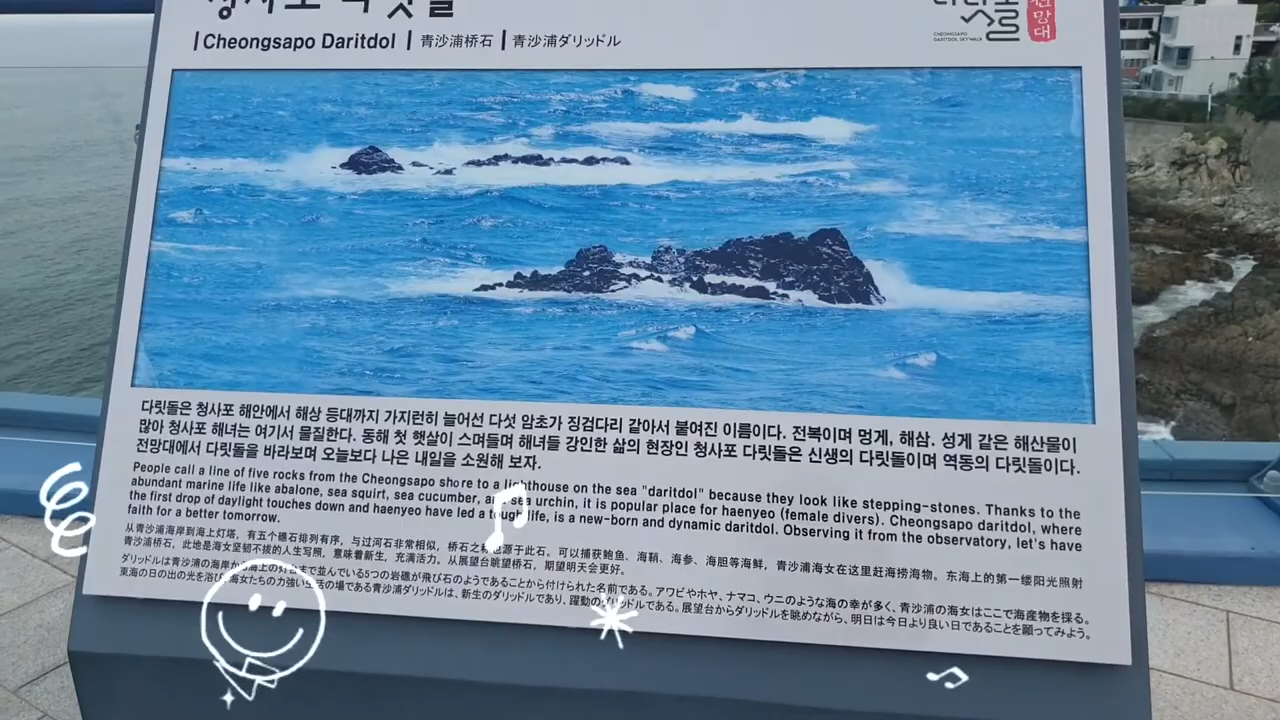 청사포 다릿돌
Cheongsapo Daritdol | 青沙浦桥石 | 青沙浦ダリッドル
CHEONGSAPO
DARITDOL SKYWALK
전망대
다릿돌은 청사포 해안에서 해상 등대까지 가지런히 늘어선 다섯 암초가 징검다리 같아서 붙여진 이름이다. 전복이며 멍게, 해삼. 성게 같은 해산물이
많아 청사포 해녀는 여기서 물질한다. 동해 첫 햇살이 스며들며 해녀들 강인한 삶의 현장인 청사포 다릿돌은 신생의 다릿돌이며 역동의 다릿돌이다.
전망대에서 다릿돌을 바라보며 오늘보다 나은 내일을 소원해 보자.
People call a line of five rocks from the Cheongsapo shore to a lighthouse on the sea "daritdol" because they look like stepping-stones. Thanks to the
abundant marine life like abalone, sea squirt, sea cucumber, and sea urchin, it is popular place for haenyeo (female divers). Cheongsapo daritdol, where
the first drop of daylight touches down and haenyeo have led a tough life, is a new-born and dynamic daritdol. Observing it from the observatory, let's have
faith for a better tomorrow.
从青沙浦海岸到海上灯塔，有五个礁石排列有序，与过河石非常相似，桥石之称也源于此石。可以捕获鲍鱼、海鞘、海参、海胆等海鲜，青沙浦海女在这里赶海捞海物。东海上的第一缕阳光照射
青沙浦桥石，此地是海女坚韧不拔的人生写照，意味着新生，充满活力。从展望台眺望桥石，期望明天会更好。
ダリッドルは青沙浦の海岸から海上の灯台まで並んでいる5つの岩礁が飛び石のようであることから付けられた名前である。アワビやホヤ、ナマコ、ウニのような海の幸が多く、青沙浦の海女はここで海産物を採る。
東海の日の出の光を浴び、海女たちの力強い生活の場である青沙浦ダリッドルは、新生のダリッドルであり、躍動のダリッドルである。展望台からダリッドルを眺めながら、明日は今日より良い日であることを願ってみよう。